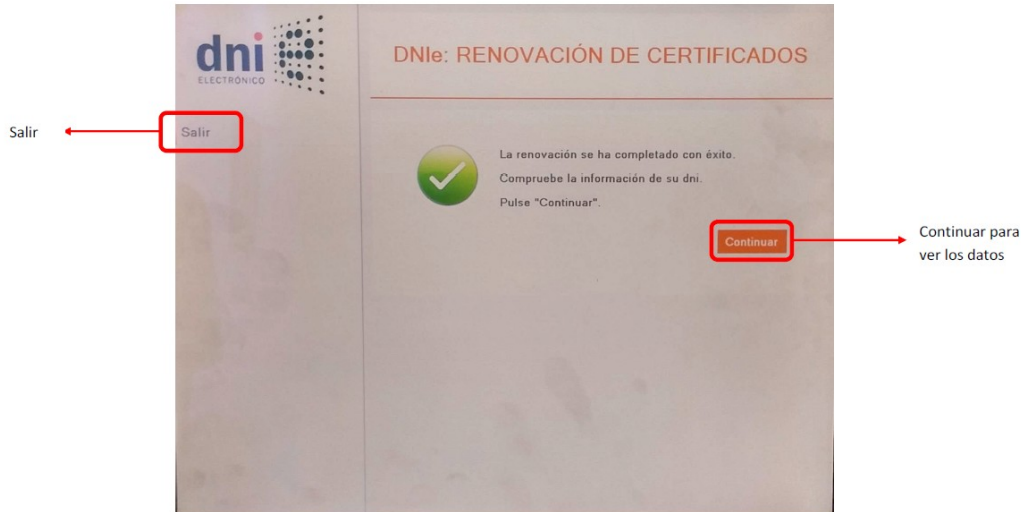 dni
ELECTRÓNICO
DNIe: RENOVACIÓN DE CERTIFICADOS
Salir
Salir
La renovación se ha completado con éxito.
Compruebe la información de su dni.
Pulse "Continuar".
Continuar
Continuar para
ver los datos